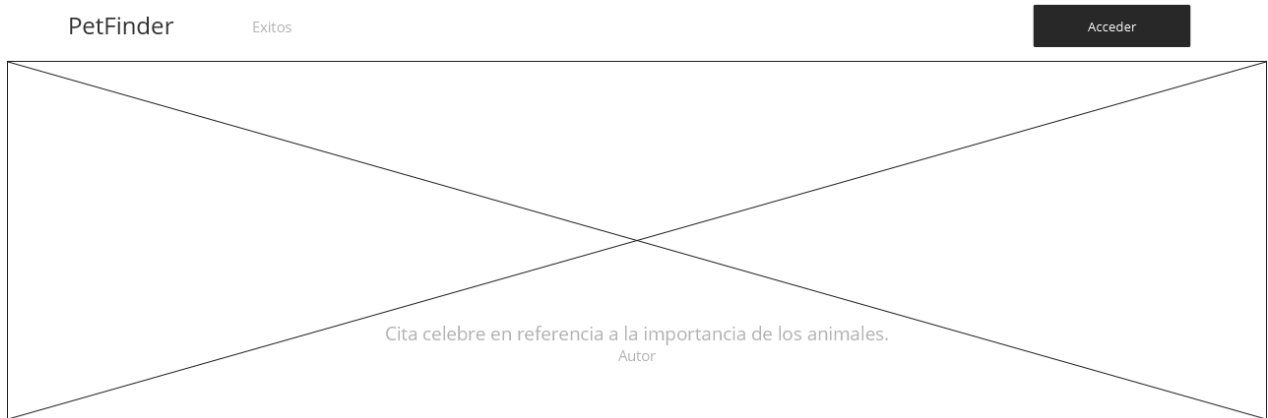 PetFinder
Exitos
Acceder
Cita celebre en referencia a la importancia de los animales.
Autor